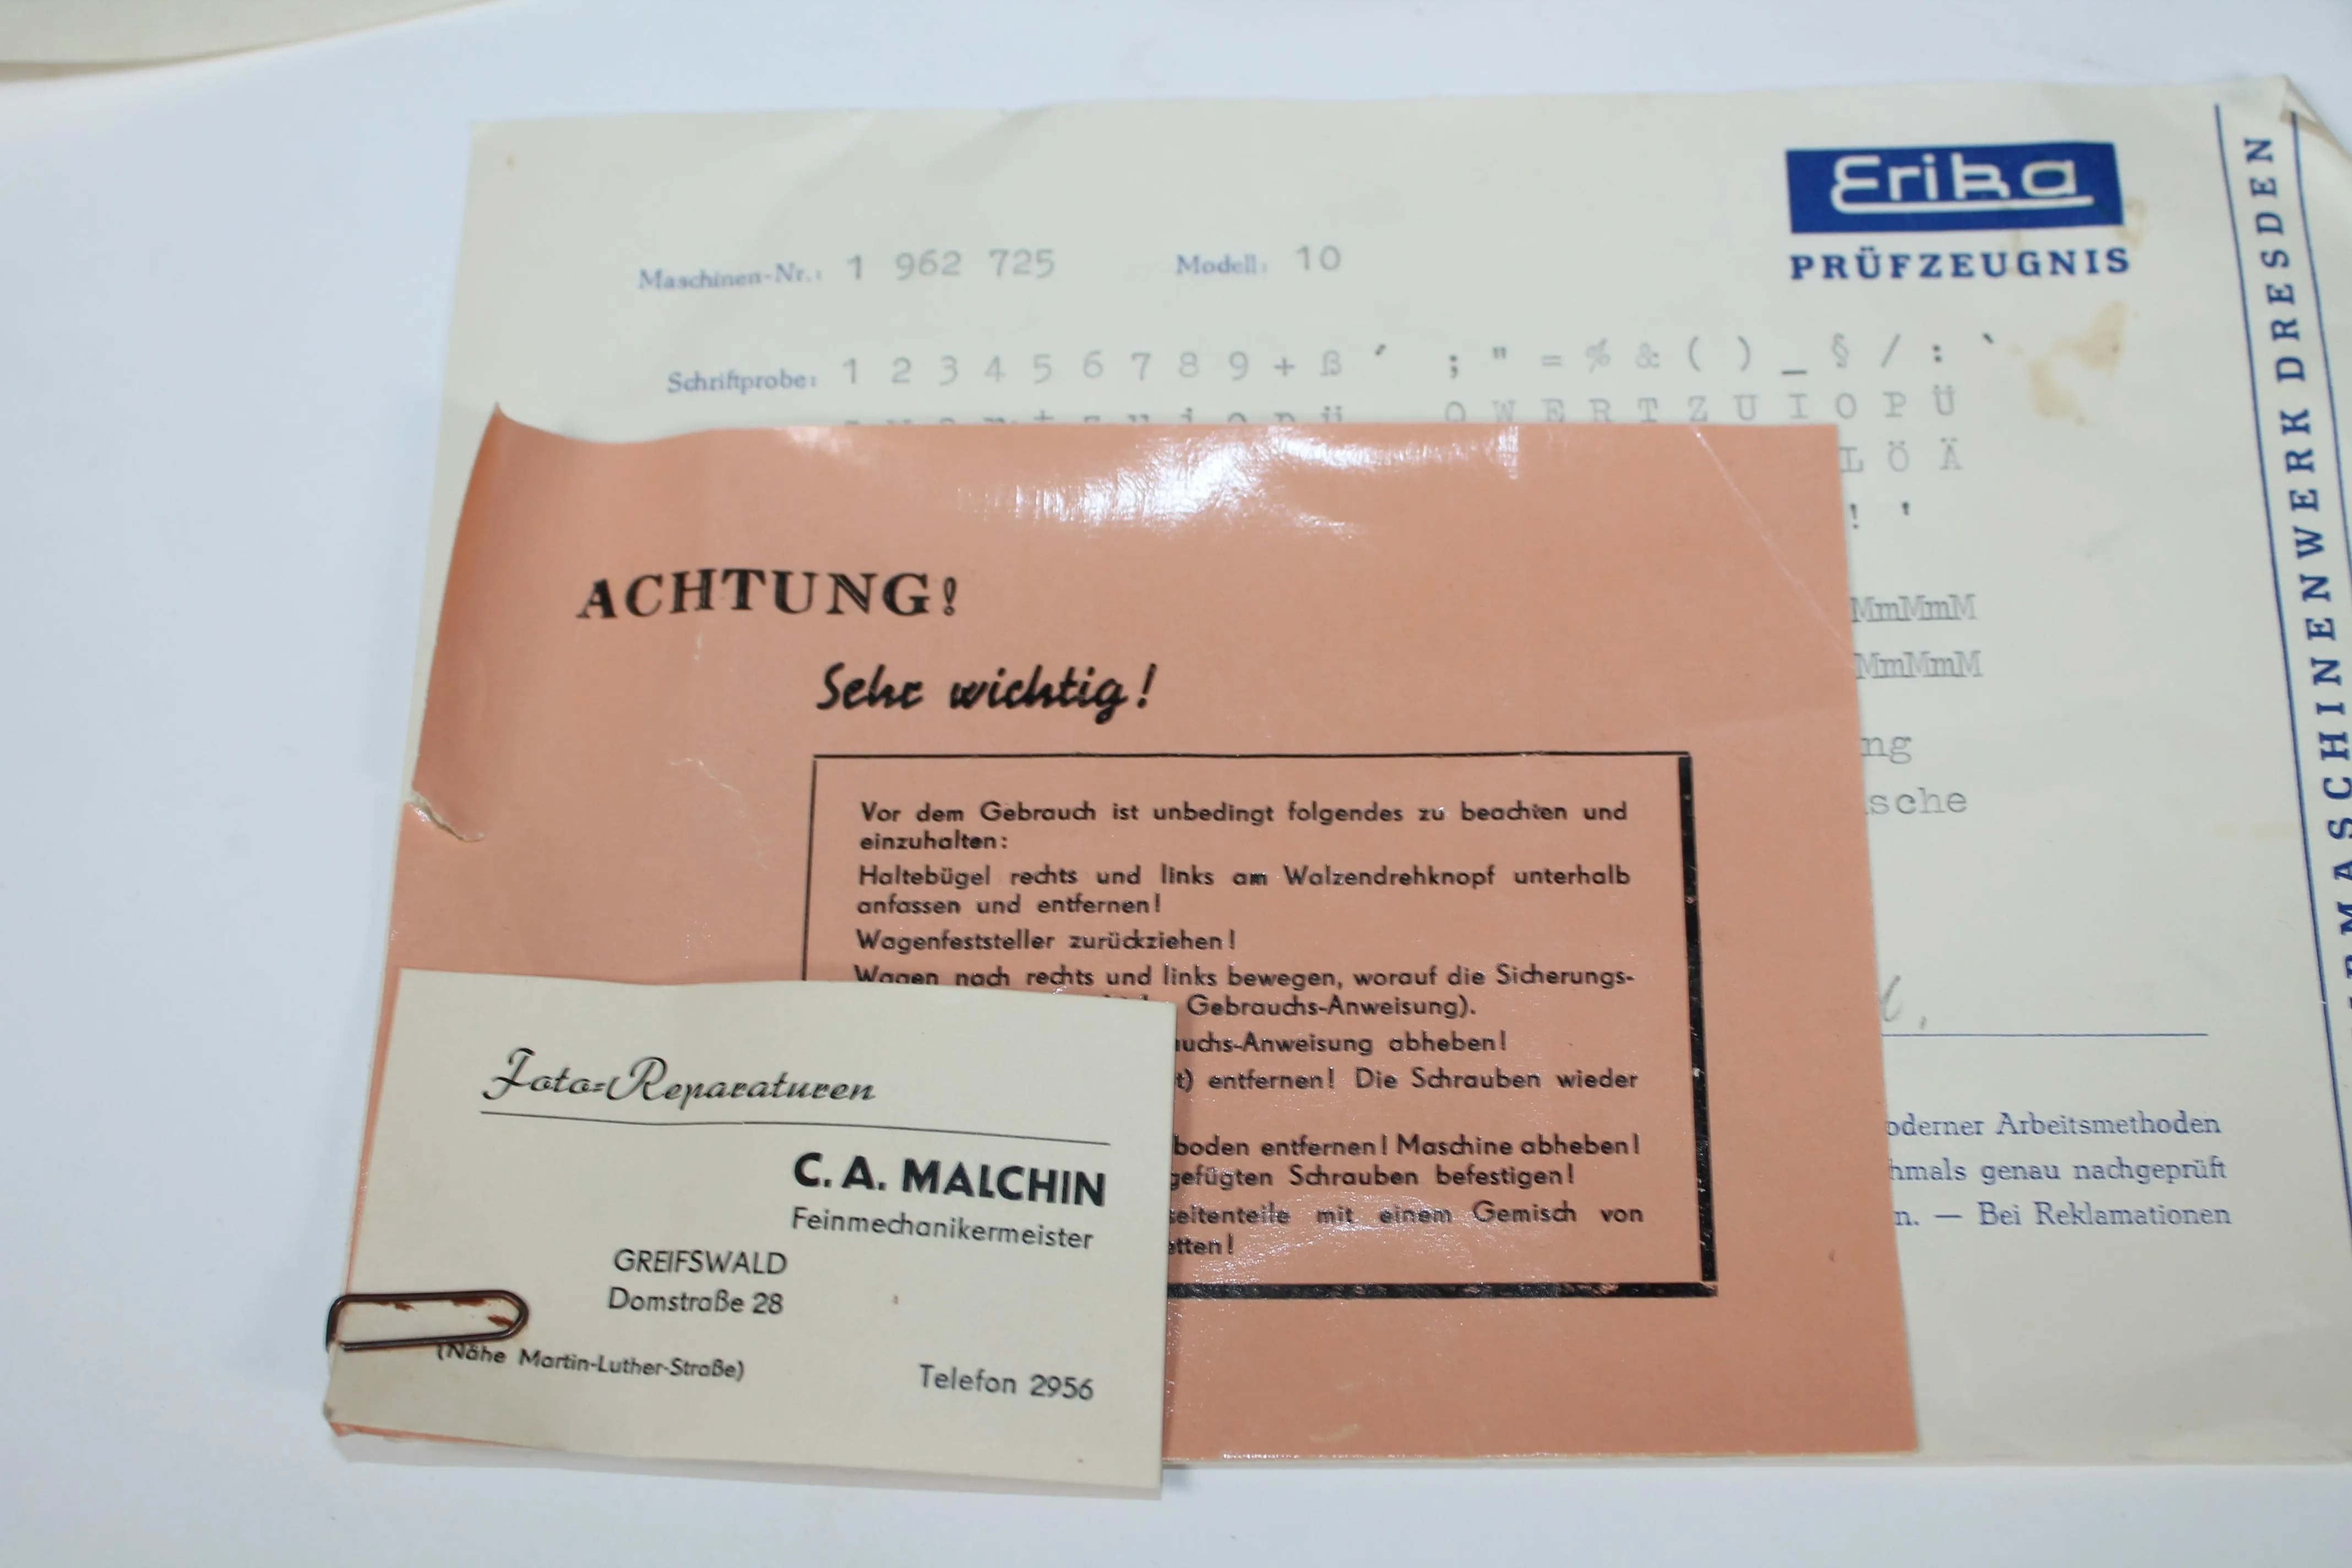 Erika
PRÜFZEUGNIS
Maschinen-Nr.: 1 962 725 Modell: 10
Schriftprobe: 1 2 3 4 5 6 7 8 9 + ß ´ ; " = % & ( ) _ § / : `
Q W E R T Z U I O P Ü
L Ö Ä
! '
MmMmM
MmMmM
ng
sche
oderner Arbeitsmethoden
hmals genau nachgeprüft
n. — Bei Reklamationen
MASCHINENWERK DRESDEN
ACHTUNG!
Sehr wichtig!
Vor dem Gebrauch ist unbedingt folgendes zu beachten und
einzuhalten:
Haltebügel rechts und links am Walzendrehknopf unterhalb
anfassen und entfernen!
Wagenfeststeller zurückziehen!
Wagen nach rechts und links bewegen, worauf die Sicherungs-
Gebrauchs-Anweisung).
uchs-Anweisung abheben!
t) entfernen! Die Schrauben wieder
boden entfernen! Maschine abheben!
gefügten Schrauben befestigen!
seitenteile mit einem Gemisch von
etten!
Foto=Reparaturen
C. A. MALCHIN
Feinmechanikermeister
GREIFSWALD
Domstraße 28
(Nähe Martin-Luther-Straße)
Telefon 2956